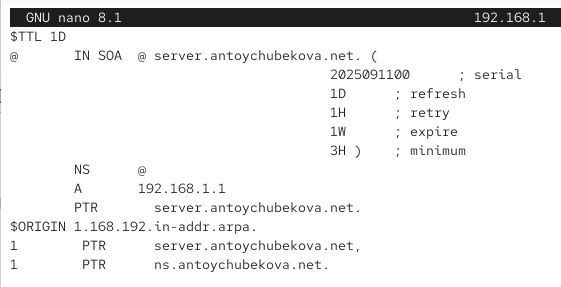 GNU nano 8.1 192.168.1
$TTL 1D
@ IN SOA @ server.antoychubekova.net. (
2025091100 ; serial
1D ; refresh
1H ; retry
1W ; expire
3H ) ; minimum
NS @
A 192.168.1.1
PTR server.antoychubekova.net.
$ORIGIN 1.168.192.in-addr.arpa.
1 PTR server.antoychubekova.net,
1 PTR ns.antoychubekova.net.